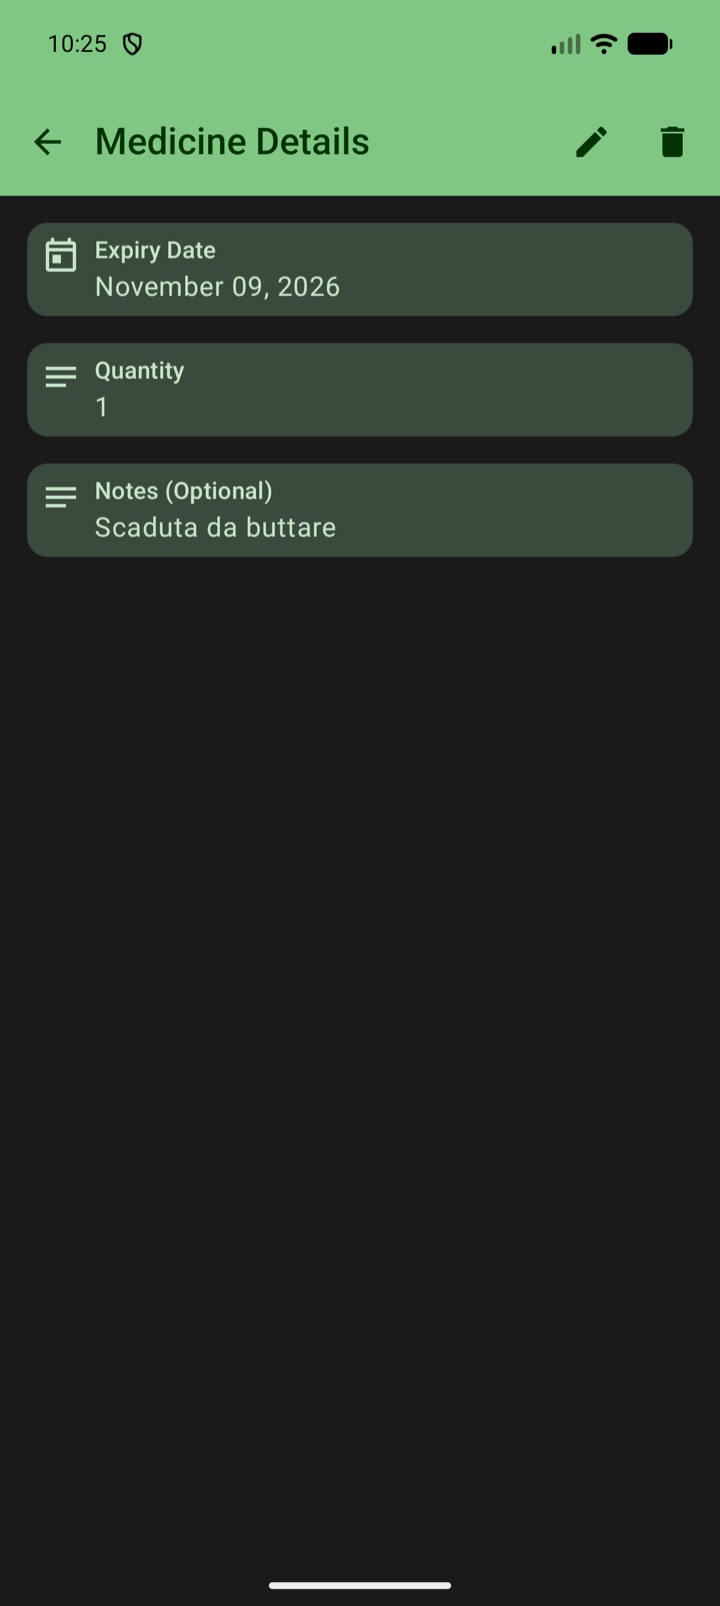 10:25
Medicine Details
Expiry Date
November 09, 2026
Quantity
1
Notes (Optional)
Scaduta da buttare